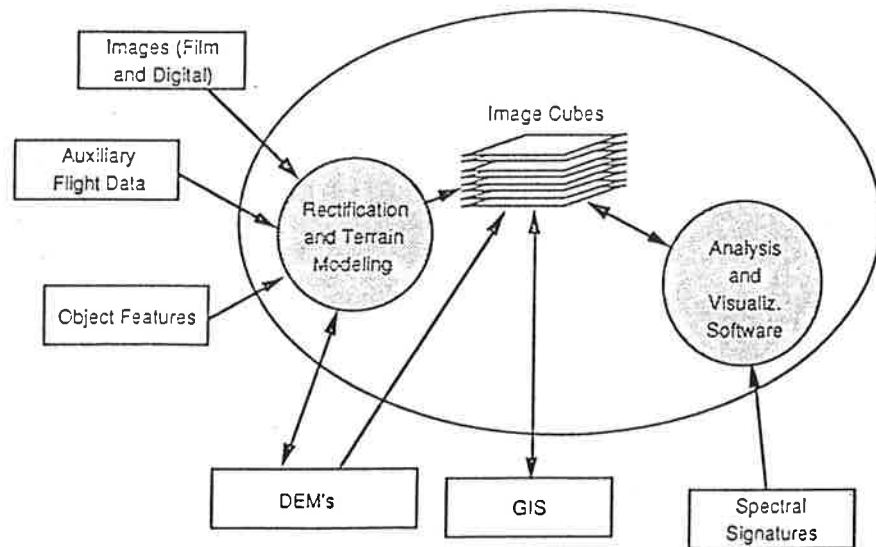 Images (Film
and Digital)
Image Cubes
Auxiliary
Flight Data
Rectification
and Terrain
Modeling
Analysis
and
Visualiz.
Software
Object Features
DEM's
GIS
Spectral
Signatures